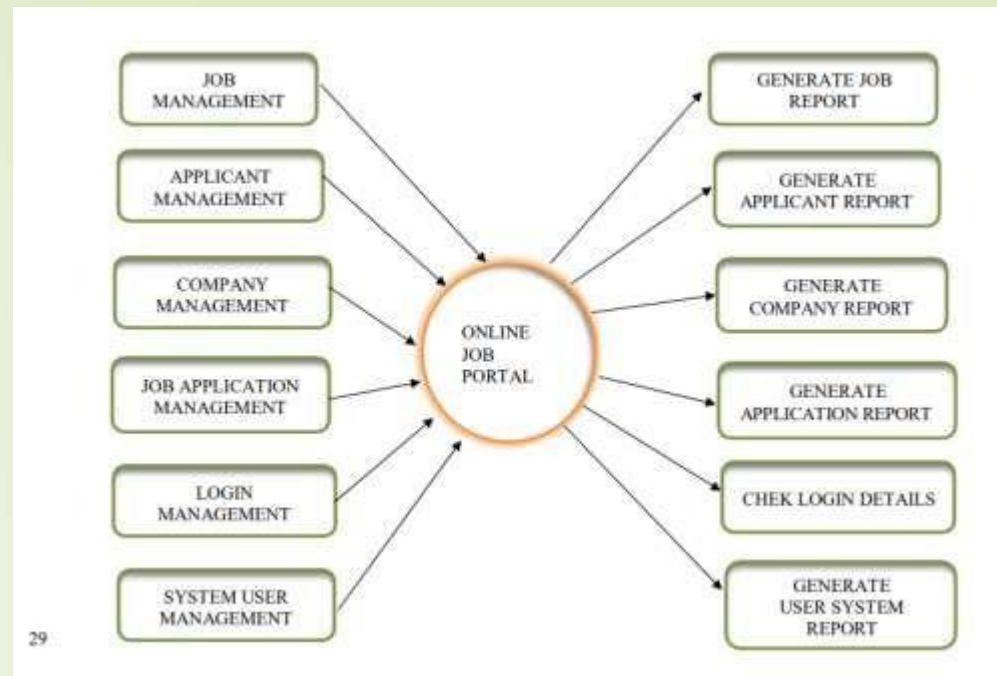 JOB
MANAGEMENT
APPLICANT
MANAGEMENT
COMPANY
MANAGEMENT
JOB APPLICATION
MANAGEMENT
LOGIN
MANAGEMENT
SYSTEM USER
MANAGEMENT
ONLINE
JOB
PORTAL
GENERATE JOB
REPORT
GENERATE
APPLICANT REPORT
GENERATE
COMPANY REPORT
GENERATE
APPLICATION REPORT
CHEK LOGIN DETAILS
GENERATE
USER SYSTEM
REPORT
29